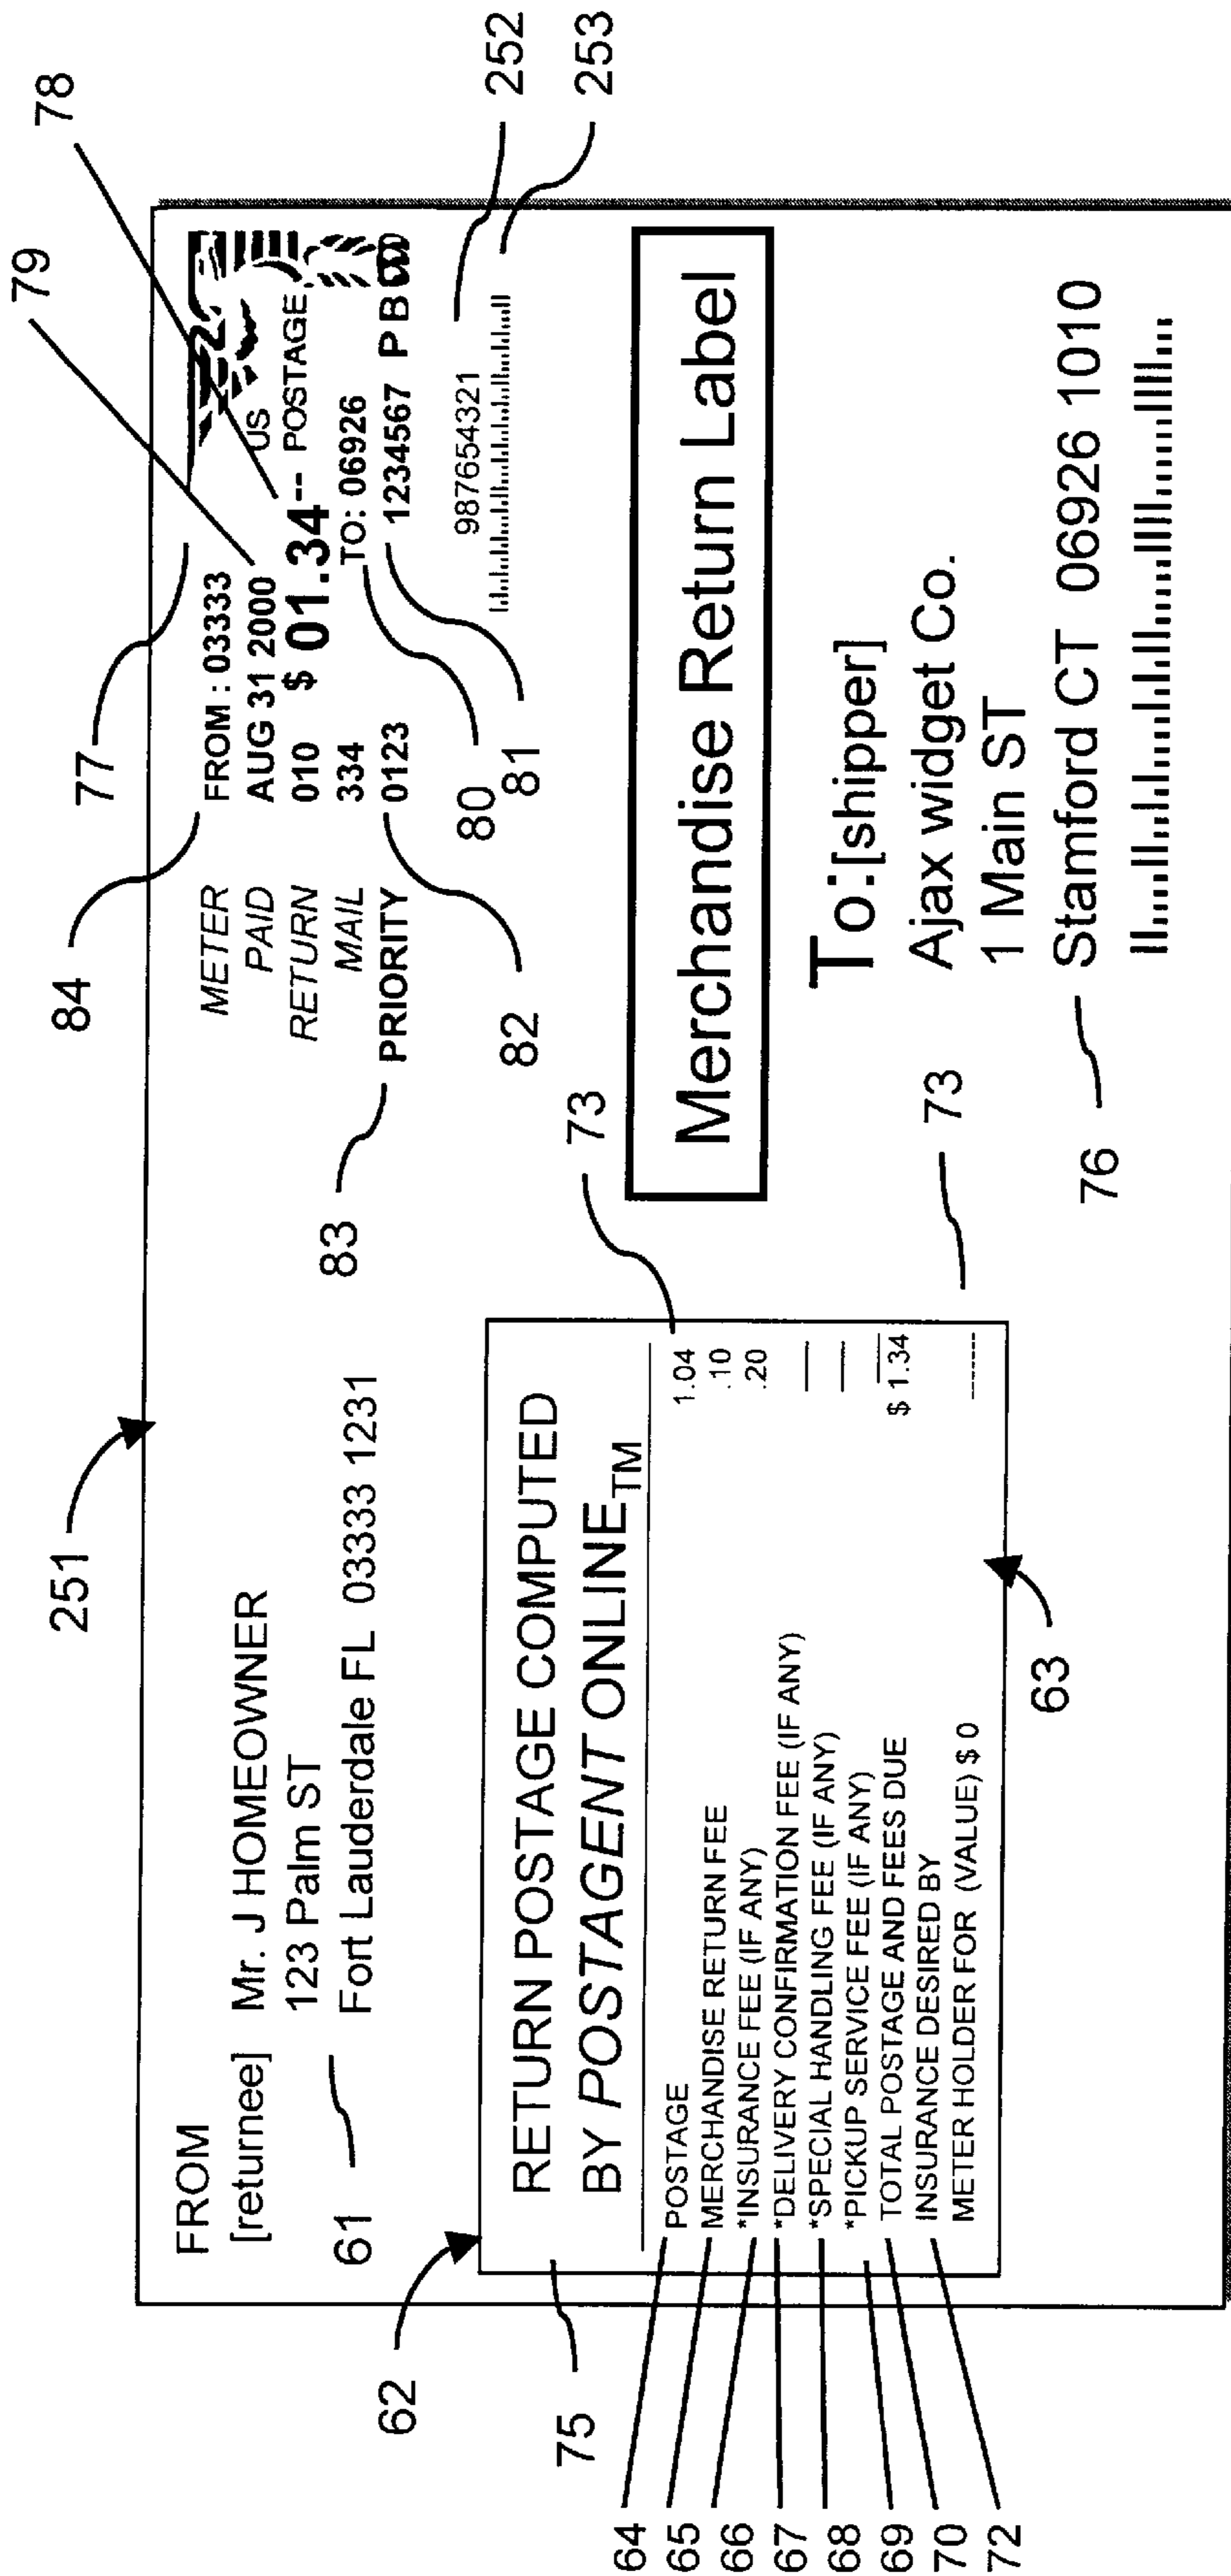 251
84
77
79
78
FROM
[returnee]
Mr. J HOMEOWNER
123 Palm ST
Fort Lauderdale FL 03333 1231
61
METER
PAID
RETURN
MAIL
PRIORITY
83
FROM : 03333
AUG 31 2000
010 $ 01.34-- US POSTAGE
334 TO: 06926
0123 1234567 PB
82
80
81
987654321
252
253
62
75
RETURN POSTAGE COMPUTED
BY POSTAGENT ONLINE TM
73
64 POSTAGE 1.04
65 MERCHANDISE RETURN FEE .10
66 *INSURANCE FEE (IF ANY) .20
67 *DELIVERY CONFIRMATION FEE (IF ANY)
68 *SPECIAL HANDLING FEE (IF ANY)
69 *PICKUP SERVICE FEE (IF ANY)
70 TOTAL POSTAGE AND FEES DUE $ 1.34
72 INSURANCE DESIRED BY
METER HOLDER FOR (VALUE) $ 0
73
63
Merchandise Return Label
To:[shipper]
Ajax widget Co.
1 Main ST
Stamford CT 06926 1010
76